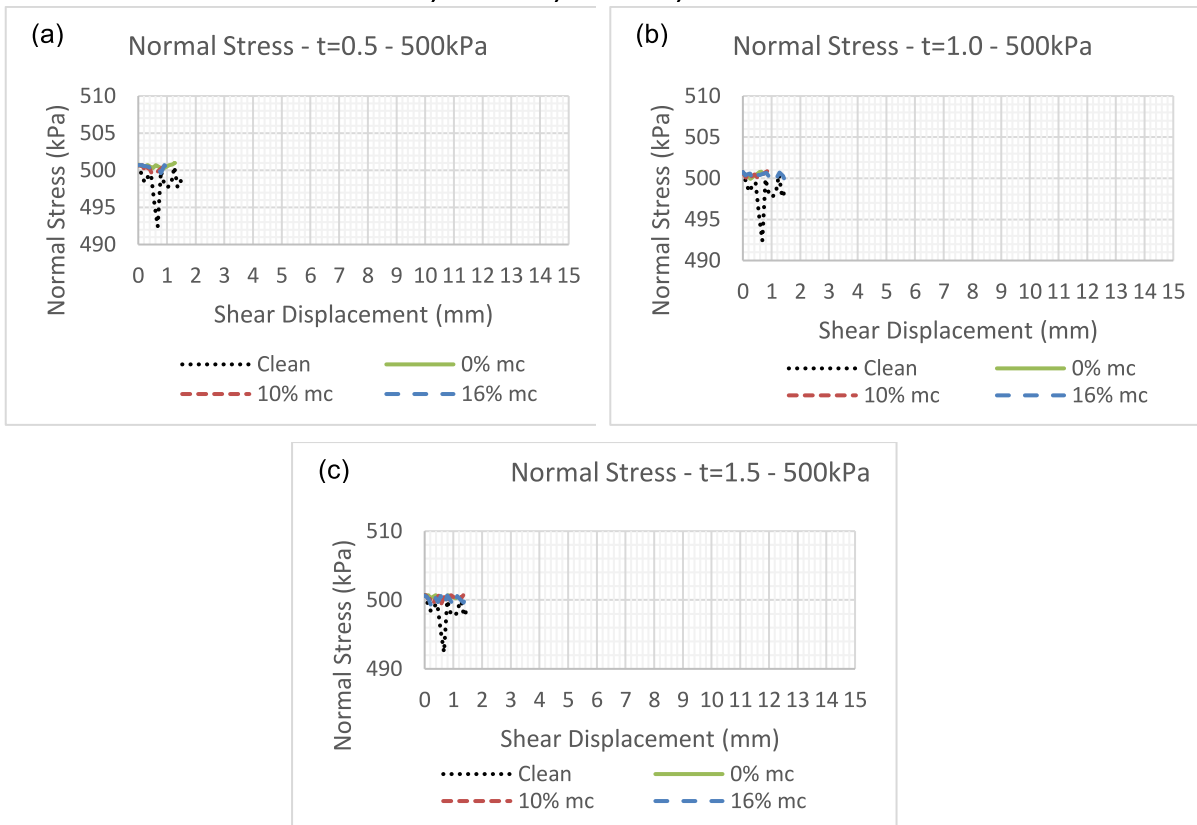 (a)
Normal Stress - t=0.5 - 500kPa
Normal Stress (kPa)
510
505
500
495
490
0 1 2 3 4 5 6 7 8 9 10 11 12 13 14 15
Shear Displacement (mm)
Clean 0% mc
10% mc 16% mc
(b)
Normal Stress - t=1.0 - 500kPa
Normal Stress (kPa)
510
505
500
495
490
0 1 2 3 4 5 6 7 8 9 10 11 12 13 14 15
Shear Displacement (mm)
Clean 0% mc
10% mc 16% mc
(c)
Normal Stress - t=1.5 - 500kPa
Normal Stress (kPa)
510
500
490
0 1 2 3 4 5 6 7 8 9 10 11 12 13 14 15
Shear Displacement (mm)
Clean 0% mc
10% mc 16% mc